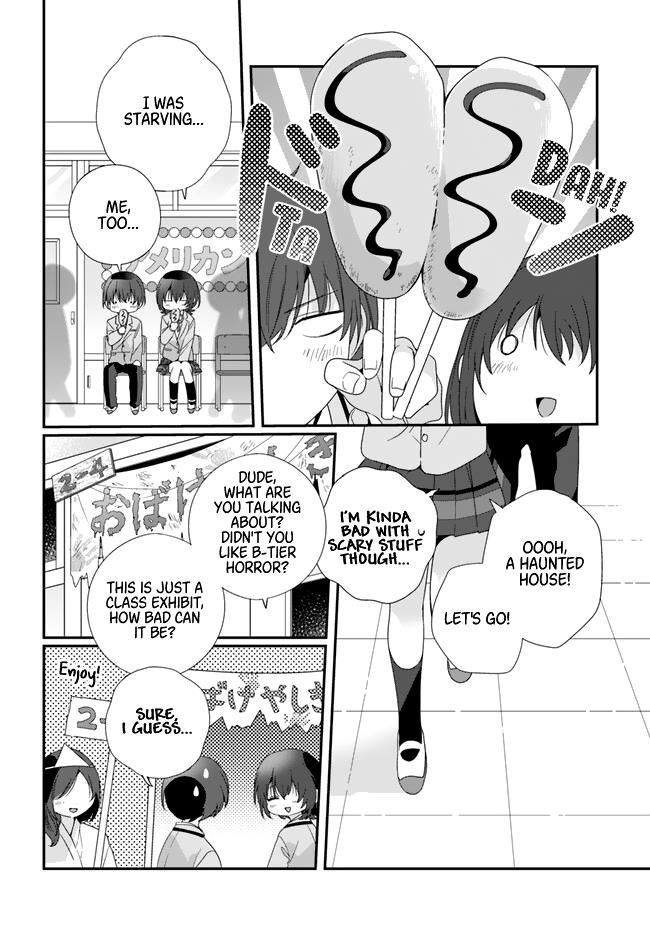 ド
ン
TA
DAH!
I WAS
STARVING...
ME,
TOO...
メリカン
OOOH,
A HAUNTED
HOUSE!
LET'S GO!
I'M KINDA
BAD WITH
SCARY STUFF
THOUGH...
DUDE,
WHAT ARE
YOU TALKING
ABOUT?
DIDN'T YOU
LIKE B-TIER
HORROR?
THIS IS JUST A
CLASS EXHIBIT,
HOW BAD CAN
IT BE?
2-4
おばけ き
Enjoy!
SURE,
I GUESS...
2-
ばけやしき